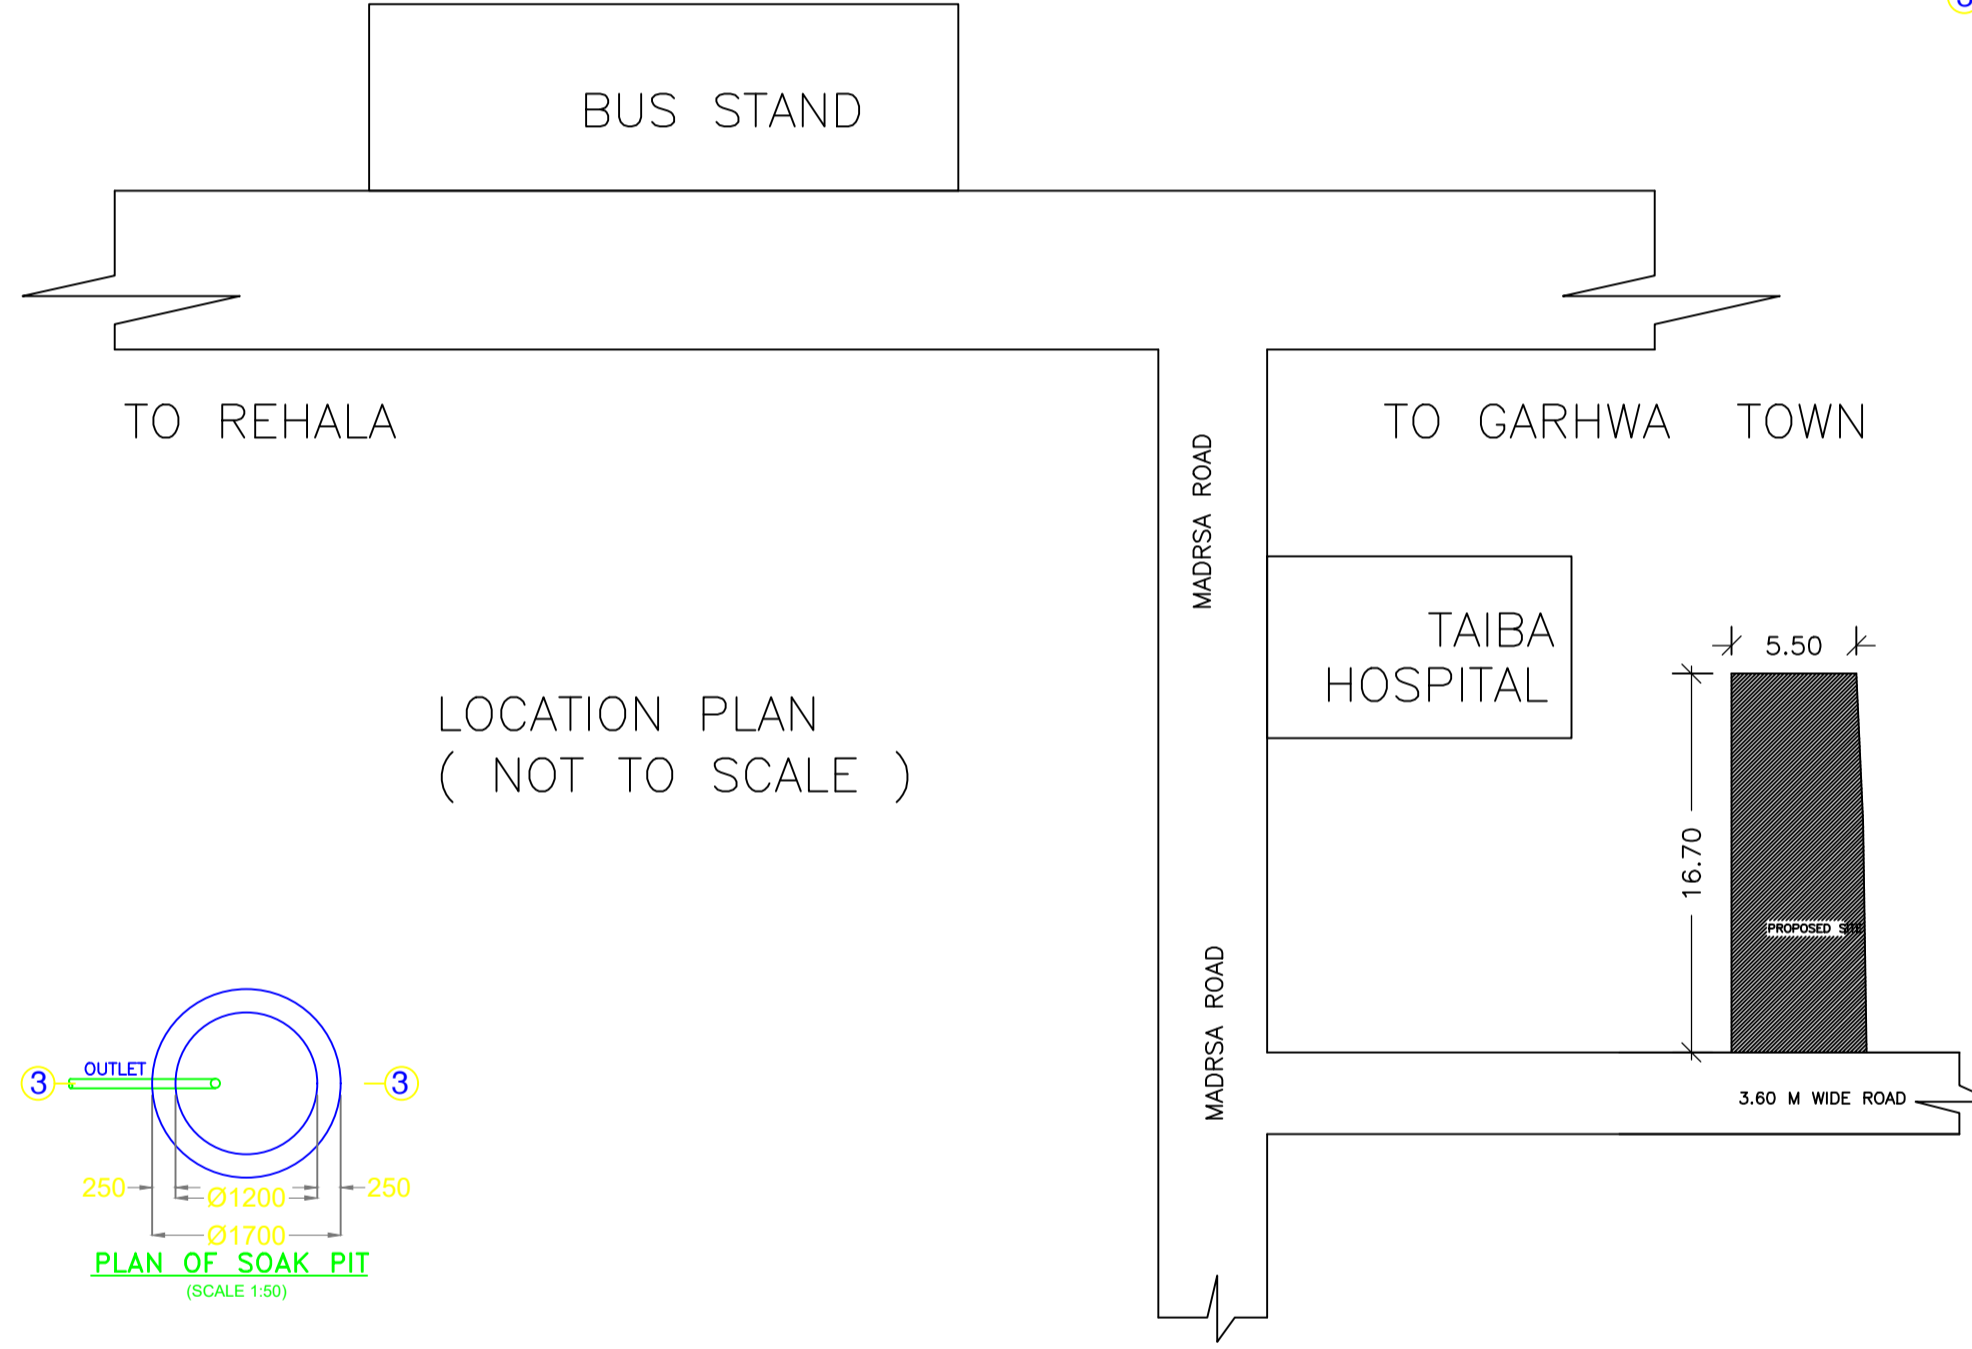 BUS STAND
TO REHALA
TO GARHWA TOWN
MADRSA ROAD
TAIBA
HOSPITAL
5.50
LOCATION PLAN
( NOT TO SCALE )
16.70
PROPOSED SITE
MADRSA ROAD
3.60 M WIDE ROAD
OUTLET
3
3
250
Ø1200
250
Ø1700
PLAN OF SOAK PIT
(SCALE 1:50)